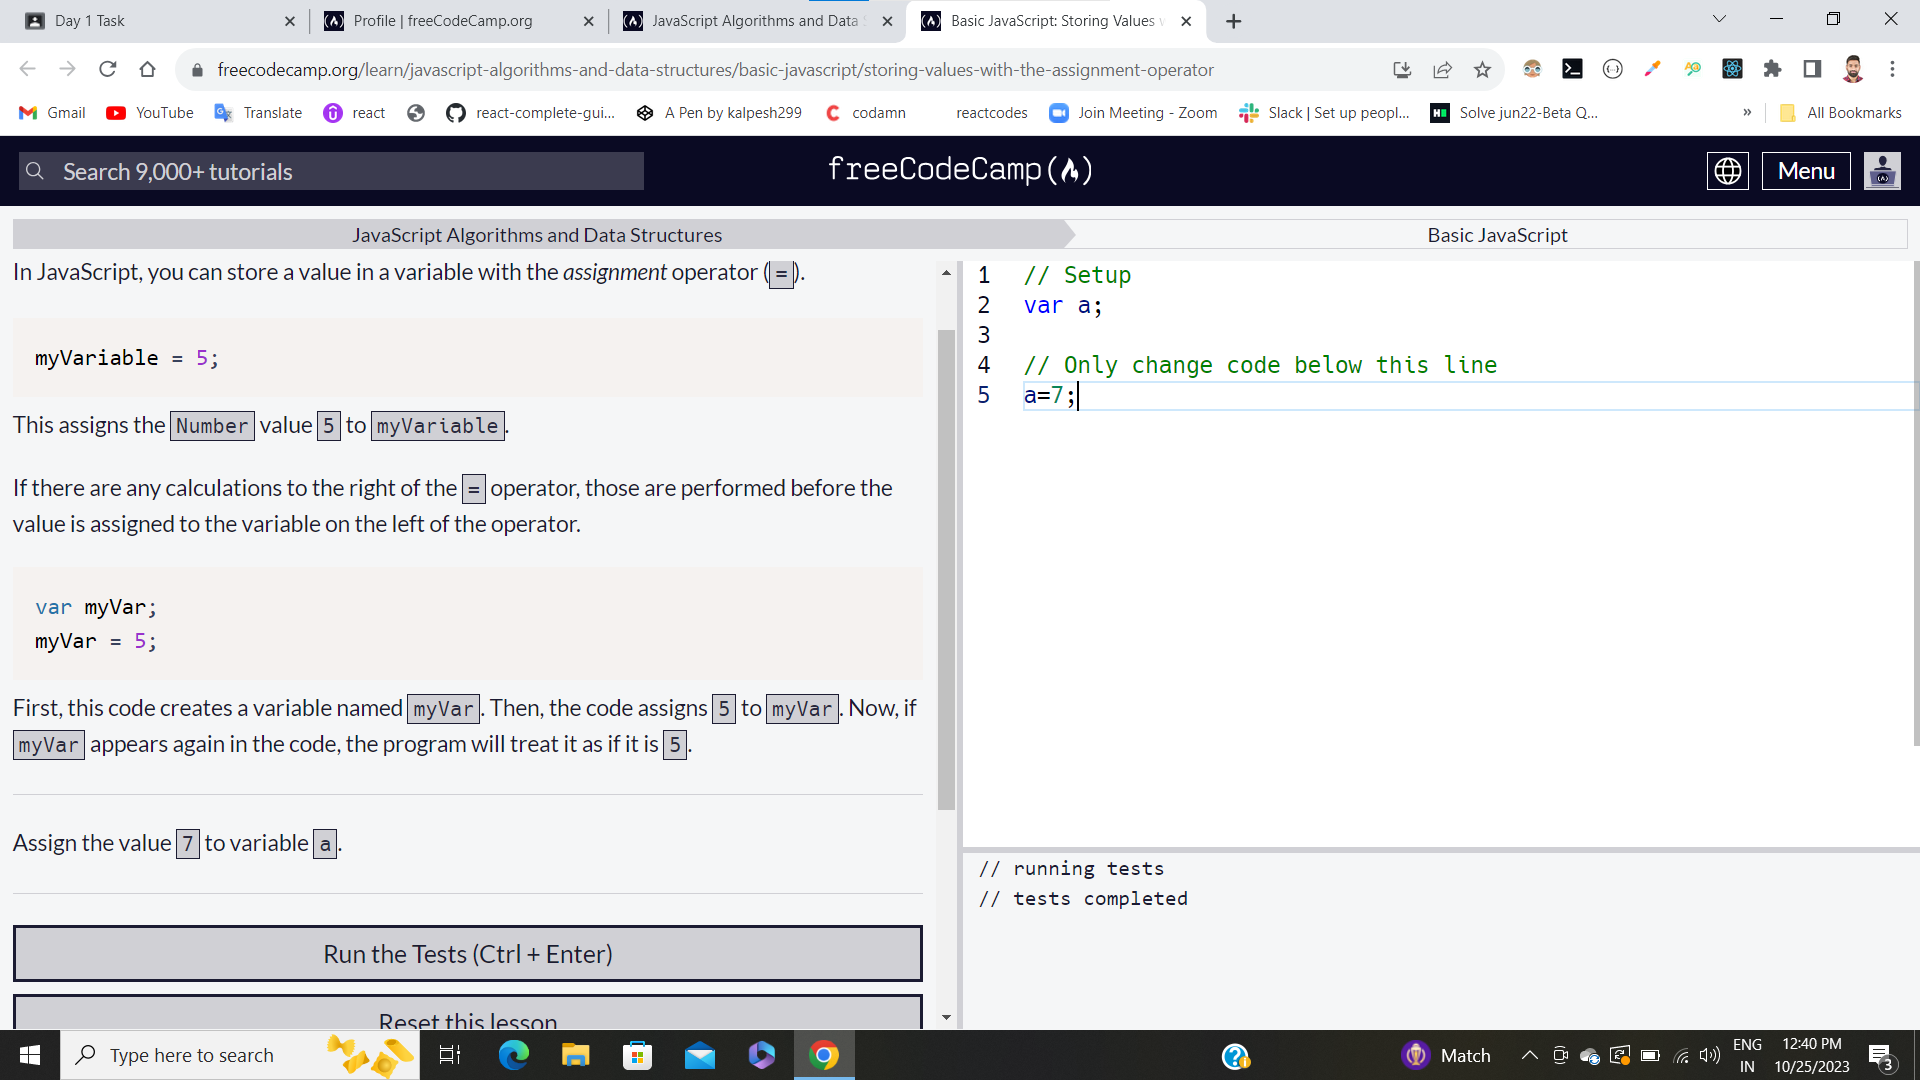 Day 1 Task
Profile | freeCodeCamp.org
JavaScript Algorithms and Data
Basic JavaScript: Storing Values
freecodecamp.org/learn/javascript-algorithms-and-data-structures/basic-javascript/storing-values-with-the-assignment-operator
Gmail
YouTube
Translate
react
react-complete-gui...
A Pen by kalpesh299
codamn
reactcodes
Join Meeting - Zoom
Slack | Set up peopl...
Solve jun22-Beta Q...
»
All Bookmarks
Search 9,000+ tutorials
freeCodeCamp
Menu
JavaScript Algorithms and Data Structures
Basic JavaScript
In JavaScript, you can store a value in a variable with the assignment operator (=).
myVariable = 5;
This assigns the Number value 5 to myVariable.
If there are any calculations to the right of the = operator, those are performed before the
value is assigned to the variable on the left of the operator.
var myVar;
myVar = 5;
First, this code creates a variable named myVar. Then, the code assigns 5 to myVar. Now, if
myVar appears again in the code, the program will treat it as if it is 5.
Assign the value 7 to variable a.
Run the Tests (Ctrl + Enter)
Reset this lesson
1 // Setup
2 var a;
3
4 // Only change code below this line
5 a=7;
// running tests
// tests completed
Type here to search
Match
ENG
IN
12:40 PM
10/25/2023
3